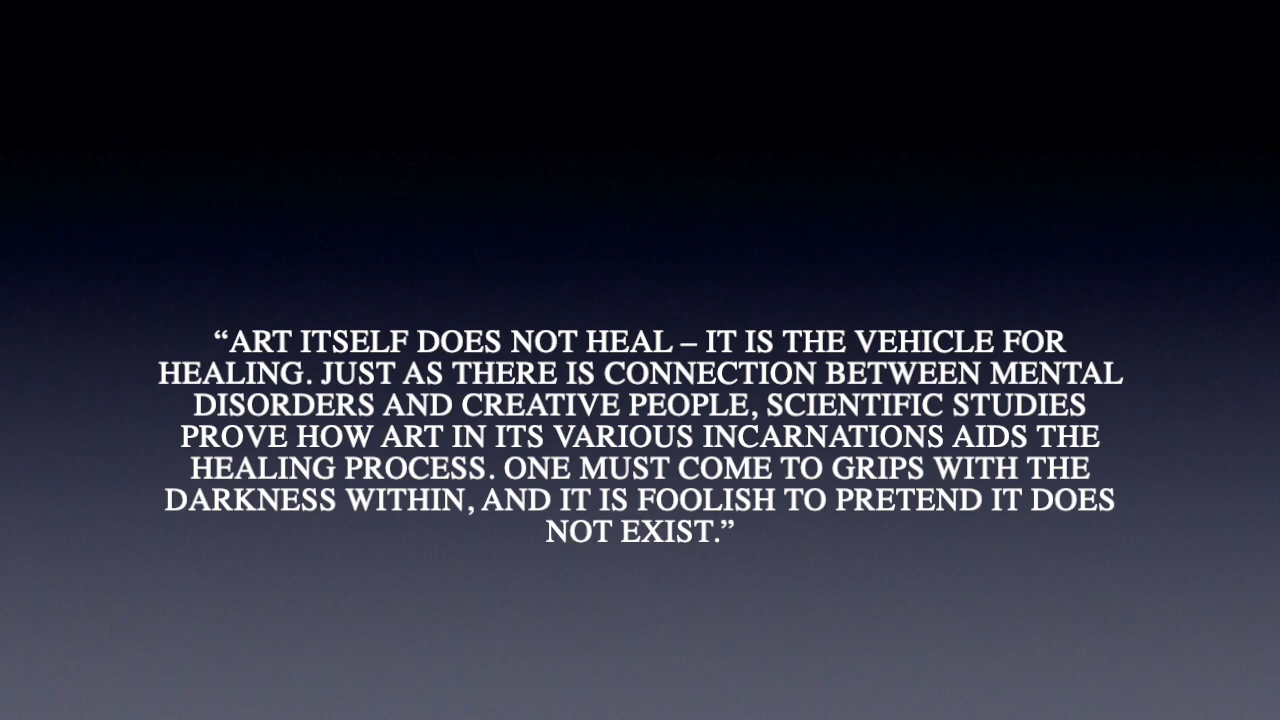 “ART ITSELF DOES NOT HEAL – IT IS THE VEHICLE FOR
HEALING. JUST AS THERE IS CONNECTION BETWEEN MENTAL
DISORDERS AND CREATIVE PEOPLE, SCIENTIFIC STUDIES
PROVE HOW ART IN ITS VARIOUS INCARNATIONS AIDS THE
HEALING PROCESS. ONE MUST COME TO GRIPS WITH THE
DARKNESS WITHIN, AND IT IS FOOLISH TO PRETEND IT DOES
NOT EXIST.”